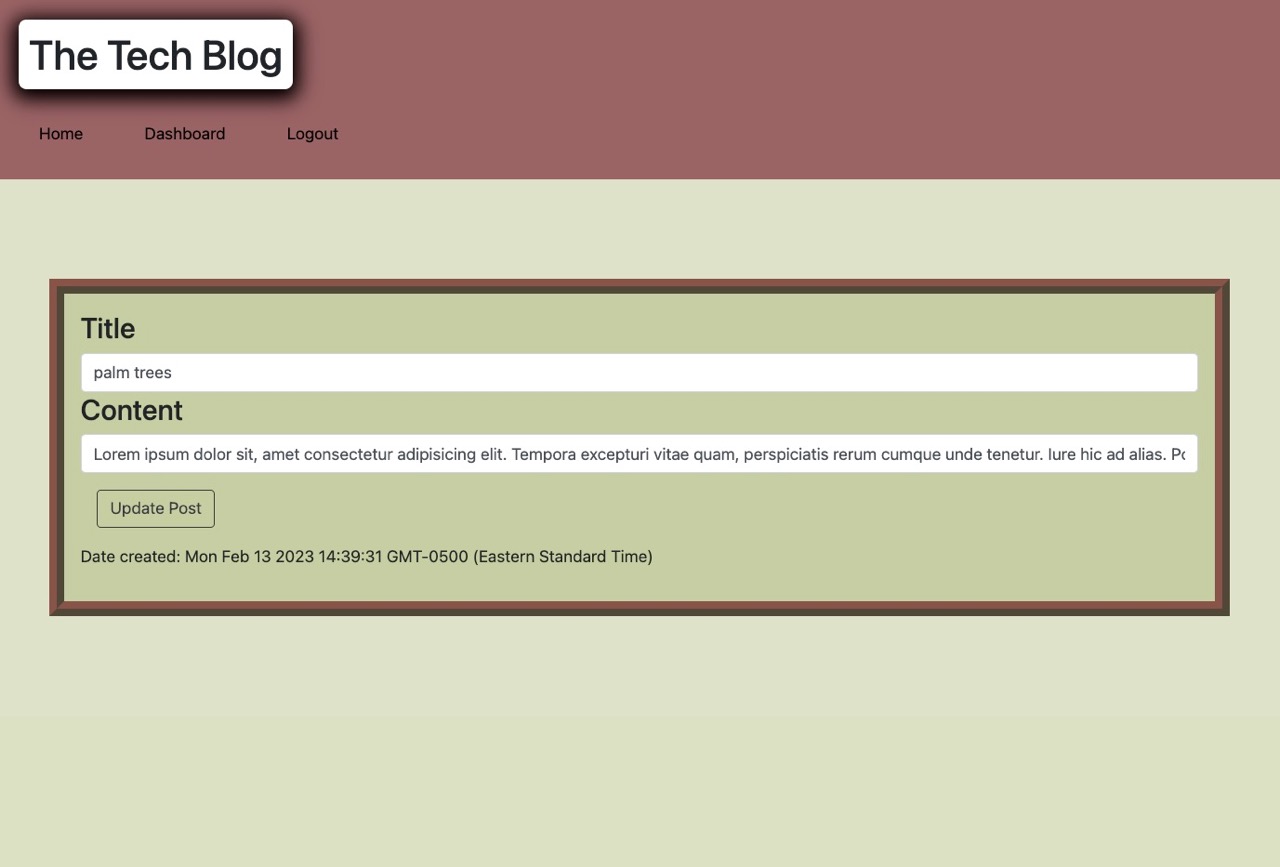 The Tech Blog
Home Dashboard Logout
Title
palm trees
Content
Lorem ipsum dolor sit, amet consectetur adipisicing elit. Tempora excepturi vitae quam, perspiciatis rerum cumque unde tenetur. Iure hic ad alias.
Update Post
Date created: Mon Feb 13 2023 14:39:31 GMT-0500 (Eastern Standard Time)